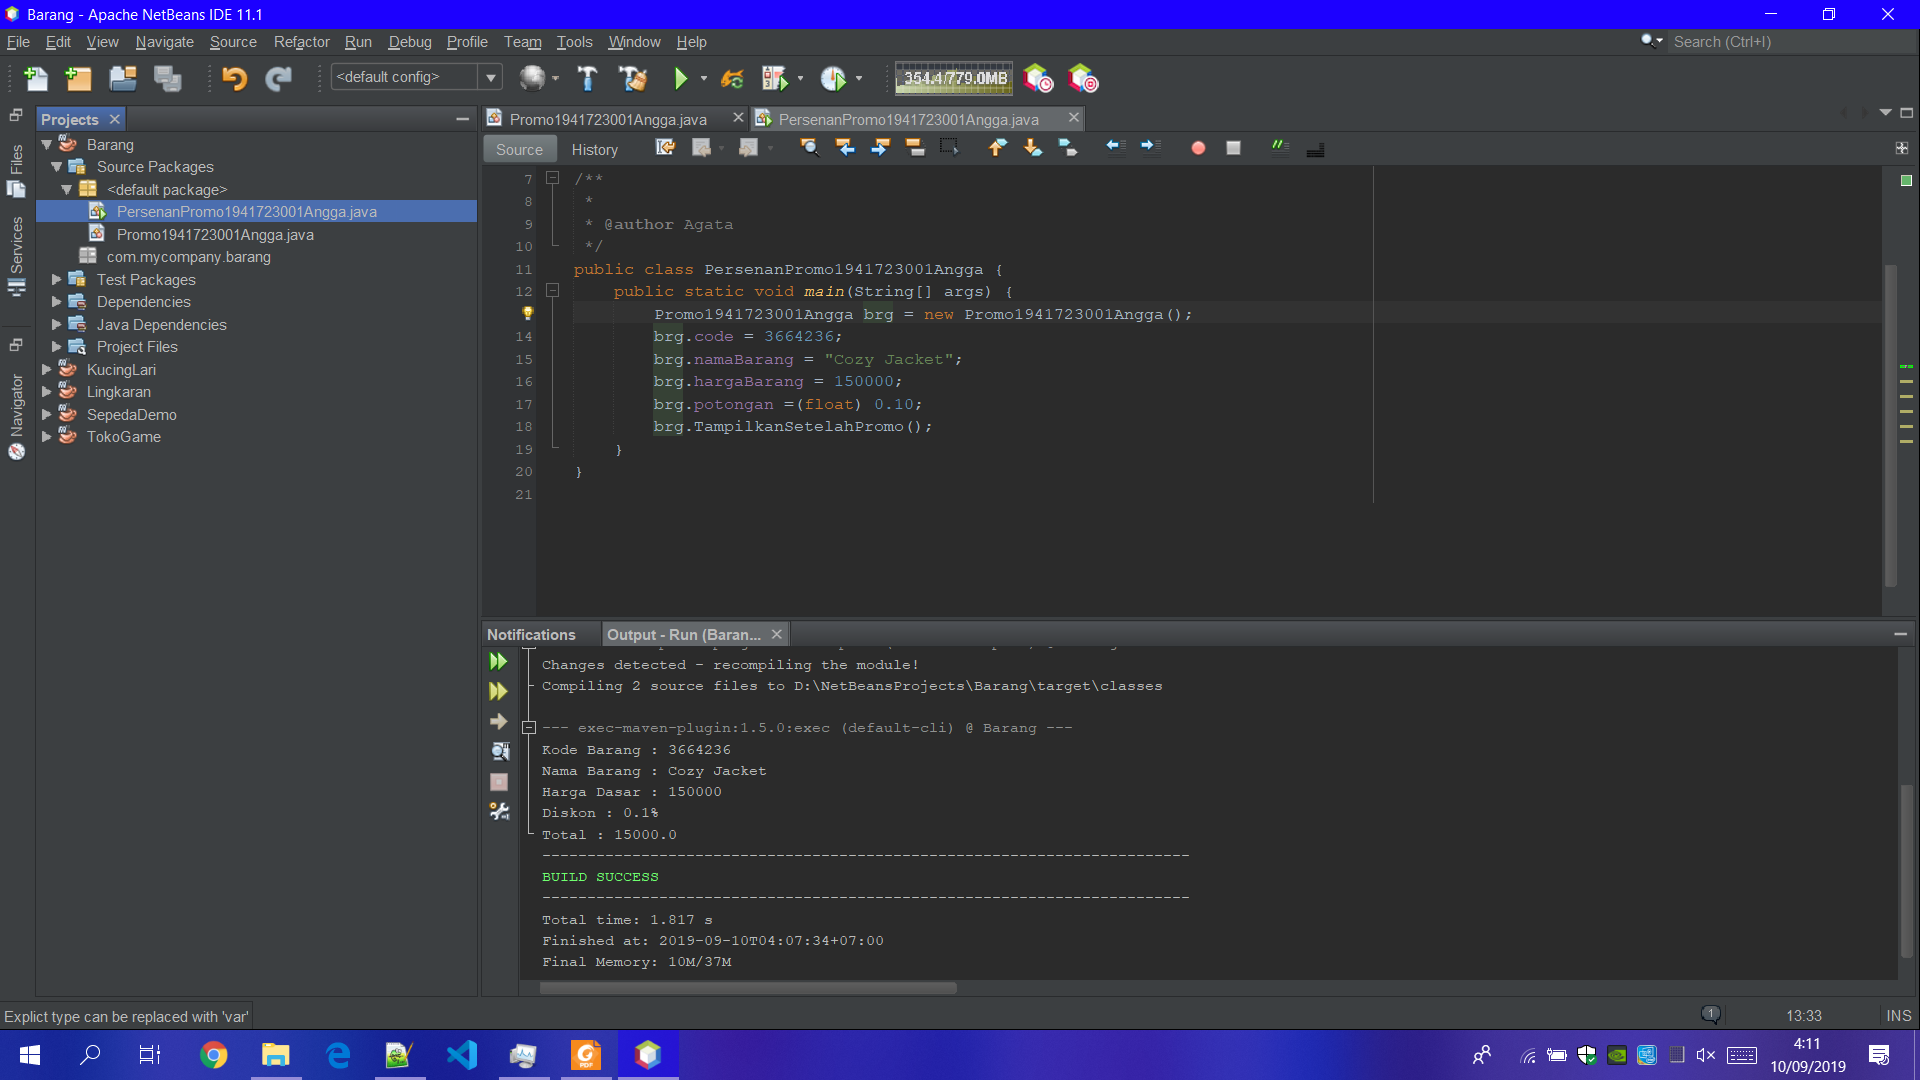 Barang - Apache NetBeans IDE 11.1
File Edit View Navigate Source Refactor Run Debug Profile Team Tools Window Help
Search (Ctrl+I)
<default config>
354.4/779.0MB
Projects
Files
Services
Navigator
Barang
Source Packages
<default package>
PersenanPromo1941723001Angga.java
Promo1941723001Angga.java
com.mycompany.barang
Test Packages
Dependencies
Java Dependencies
Project Files
KucingLari
Lingkaran
SepedaDemo
TokoGame
Promo1941723001Angga.java
PersenanPromo1941723001Angga.java
Source History
7 /**
8 *
9 * @author Agata
10 */
11 public class PersenanPromo1941723001Angga {
12 public static void main(String[] args) {
Promo1941723001Angga brg = new Promo1941723001Angga();
14 brg.code = 3664236;
15 brg.namaBarang = "Cozy Jacket";
16 brg.hargaBarang = 150000;
17 brg.potongan =(float) 0.10;
18 brg.TampilkanSetelahPromo();
19 }
20 }
21
Notifications
Output - Run (Baran...
Changes detected - recompiling the module!
Compiling 2 source files to D:\NetBeansProjects\Barang\target\classes
--- exec-maven-plugin:1.5.0:exec (default-cli) @ Barang ---
Kode Barang : 3664236
Nama Barang : Cozy Jacket
Harga Dasar : 150000
Diskon : 0.1%
Total : 15000.0
------------------------------------------------------------------------
BUILD SUCCESS
------------------------------------------------------------------------
Total time: 1.817 s
Finished at: 2019-09-10T04:07:34+07:00
Final Memory: 10M/37M
Explict type can be replaced with 'var'
1
13:33
INS
PDF
4:11
10/09/2019